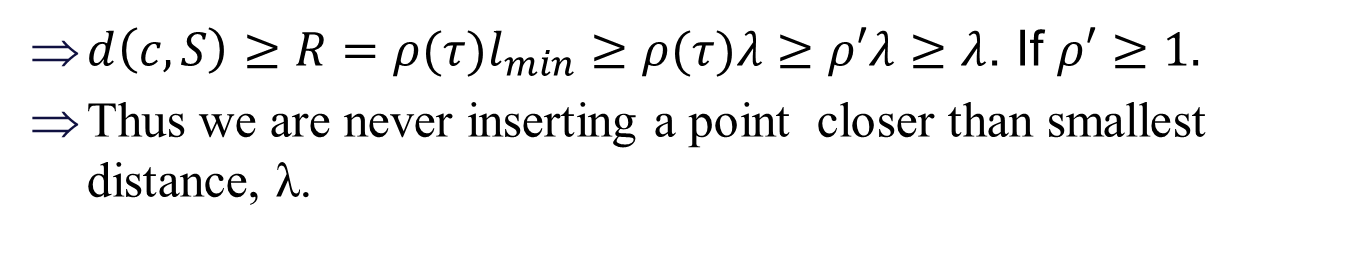 ⇒ d(c, S) ≥ R = ρ(τ)l_min ≥ ρ(τ)λ ≥ ρ′λ ≥ λ. If ρ′ ≥ 1.
⇒ Thus we are never inserting a point closer than smallest
distance, λ.